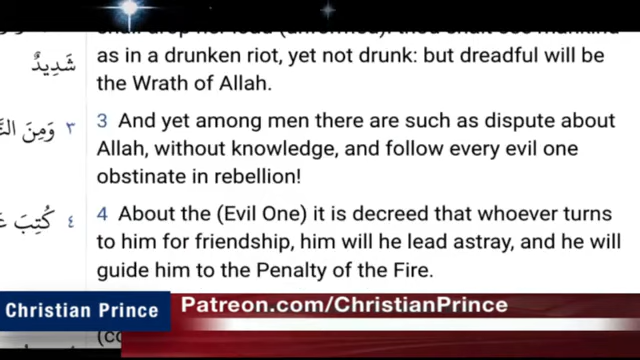 as in a drunken riot, yet not drunk: but dreadful will be
شَدِيدٌ
the Wrath of Allah.
3 And yet among men there are such as dispute about
٣ وَمِنَ
Allah, without knowledge, and follow every evil one
obstinate in rebellion!
4 About the (Evil One) it is decreed that whoever turns
٤ كُتِبَ
to him for friendship, him will he lead astray, and he will
guide him to the Penalty of the Fire.
Christian Prince
Patreon.com/ChristianPrince